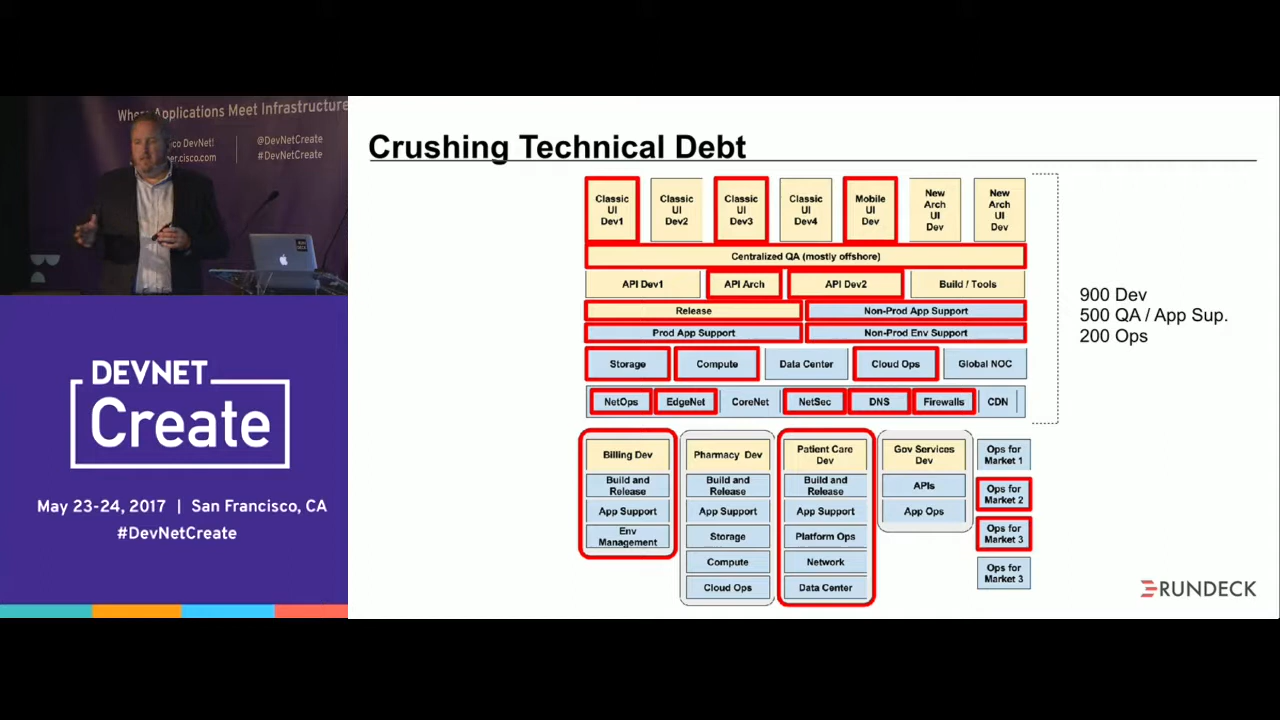 Where Applications Meet Infrastructure
co DevNet!
er.cisco.com
@DevNetCreate
#DevNetCreate
DEVNET
Create
May 23-24, 2017 | San Francisco, CA
#DevNetCreate
Crushing Technical Debt
Classic
UI
Dev1
Classic
UI
Dev2
Classic
UI
Dev3
Classic
UI
Dev4
Mobile
UI
Dev
New
Arch
UI
Dev
New
Arch
UI
Dev
Centralized QA (mostly offshore)
API Dev1
API Arch
API Dev2
Build / Tools
Release
Non-Prod App Support
Prod App Support
Non-Prod Env Support
Storage
Compute
Data Center
Cloud Ops
Global NOC
NetOps
EdgeNet
CoreNet
NetSec
DNS
Firewalls
CDN
900 Dev
500 QA / App Sup.
200 Ops
Billing Dev
Build and
Release
App Support
Env
Management
Pharmacy Dev
Build and
Release
App Support
Storage
Compute
Cloud Ops
Patient Care
Dev
Build and
Release
App Support
Platform Ops
Network
Data Center
Gov Services
Dev
APIs
App Ops
Ops for
Market 1
Ops for
Market 2
Ops for
Market 3
Ops for
Market 3
RUNDECK